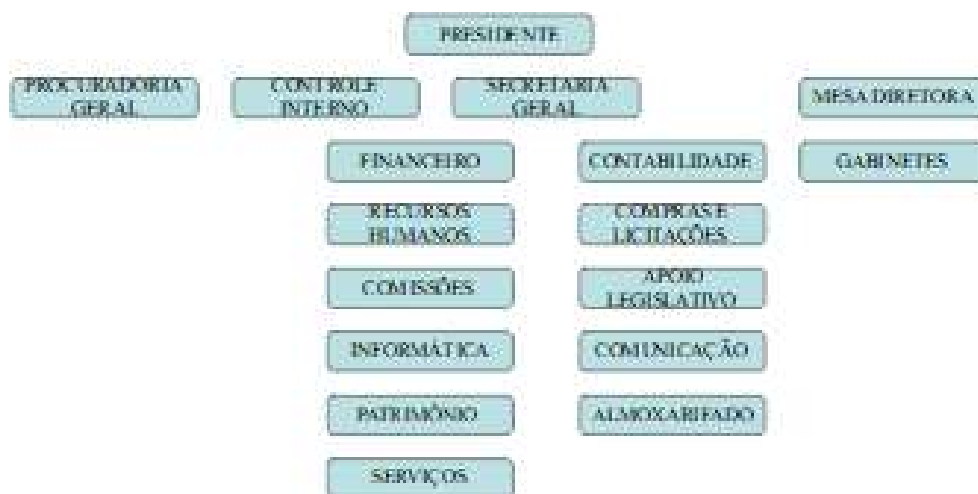 PRESIDENTE
PROCURADORIA
GERAL
CONTROLE
INTERNO
SECRETARIA
GERAL
MESA DIRETORA
FINANCEIRO
CONTABILIDADE
GABINETES
RECURSOS
HUMANOS
COMPRAS E
LICITAÇÕES
COMISSÕES
APOIO
LEGISLATIVO
INFORMÁTICA
COMUNICAÇÃO
PATRIMÔNIO
ALMOXARIFADO
SERVIÇOS